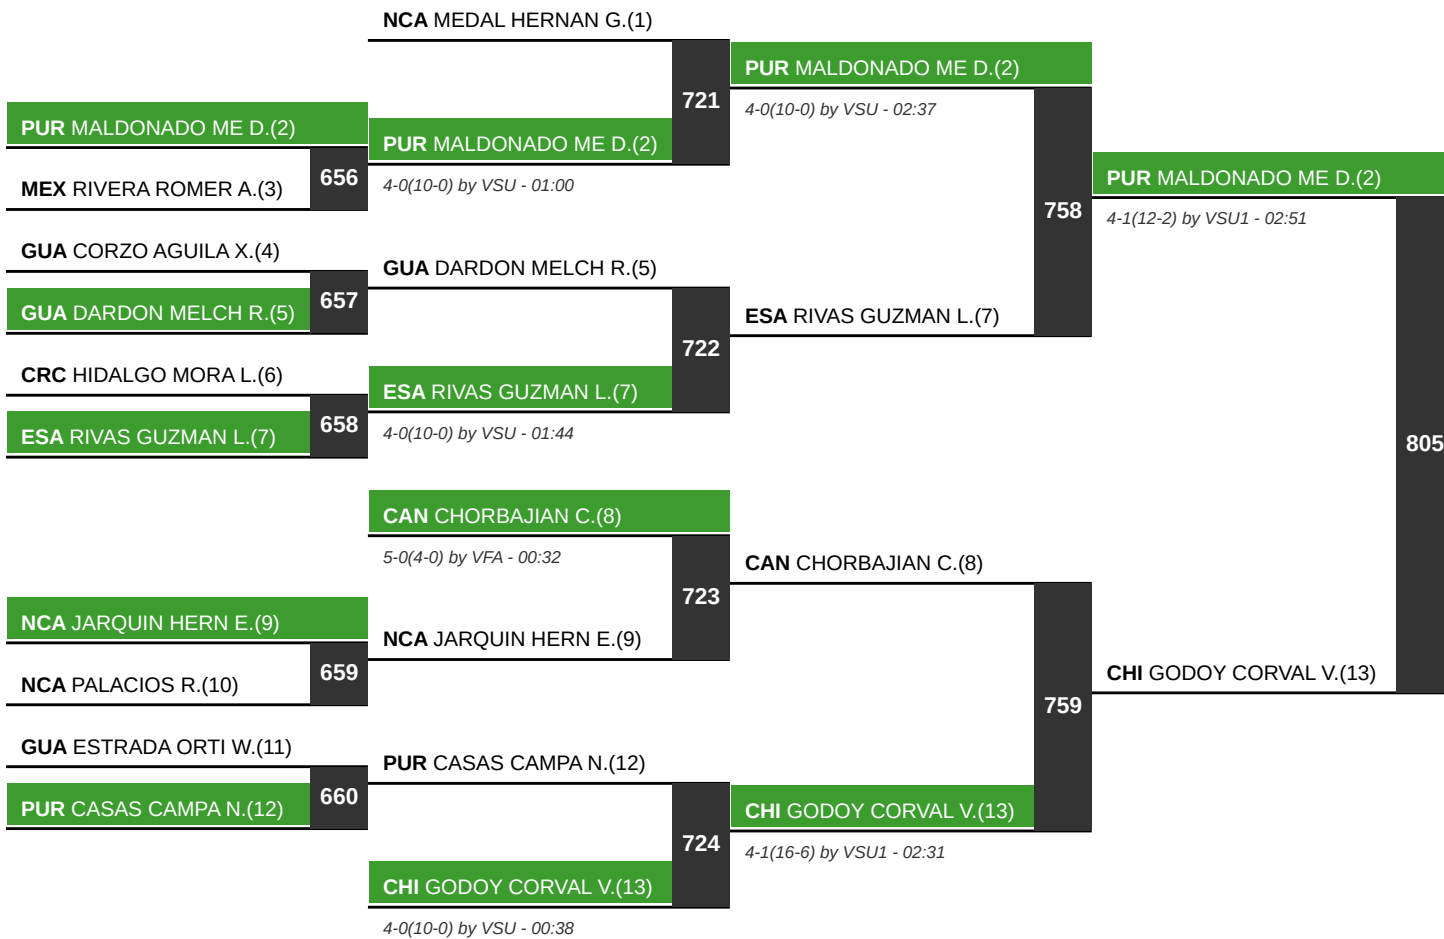 NCA MEDAL HERNAN G.(1)
721
PUR MALDONADO ME D.(2)
4-0(10-0) by VSU - 02:37
PUR MALDONADO ME D.(2)
656
MEX RIVERA ROMER A.(3)
PUR MALDONADO ME D.(2)
4-0(10-0) by VSU - 01:00
758
PUR MALDONADO ME D.(2)
4-1(12-2) by VSU1 - 02:51
GUA CORZO AGUILA X.(4)
657
GUA DARDON MELCH R.(5)
GUA DARDON MELCH R.(5)
722
ESA RIVAS GUZMAN L.(7)
CRC HIDALGO MORA L.(6)
658
ESA RIVAS GUZMAN L.(7)
ESA RIVAS GUZMAN L.(7)
4-0(10-0) by VSU - 01:44
805
CAN CHORBAJIAN C.(8)
5-0(4-0) by VFA - 00:32
723
CAN CHORBAJIAN C.(8)
NCA JARQUIN HERN E.(9)
659
NCA PALACIOS R.(10)
NCA JARQUIN HERN E.(9)
759
CHI GODOY CORVAL V.(13)
GUA ESTRADA ORTI W.(11)
660
PUR CASAS CAMPA N.(12)
PUR CASAS CAMPA N.(12)
724
CHI GODOY CORVAL V.(13)
4-1(16-6) by VSU1 - 02:31
CHI GODOY CORVAL V.(13)
4-0(10-0) by VSU - 00:38